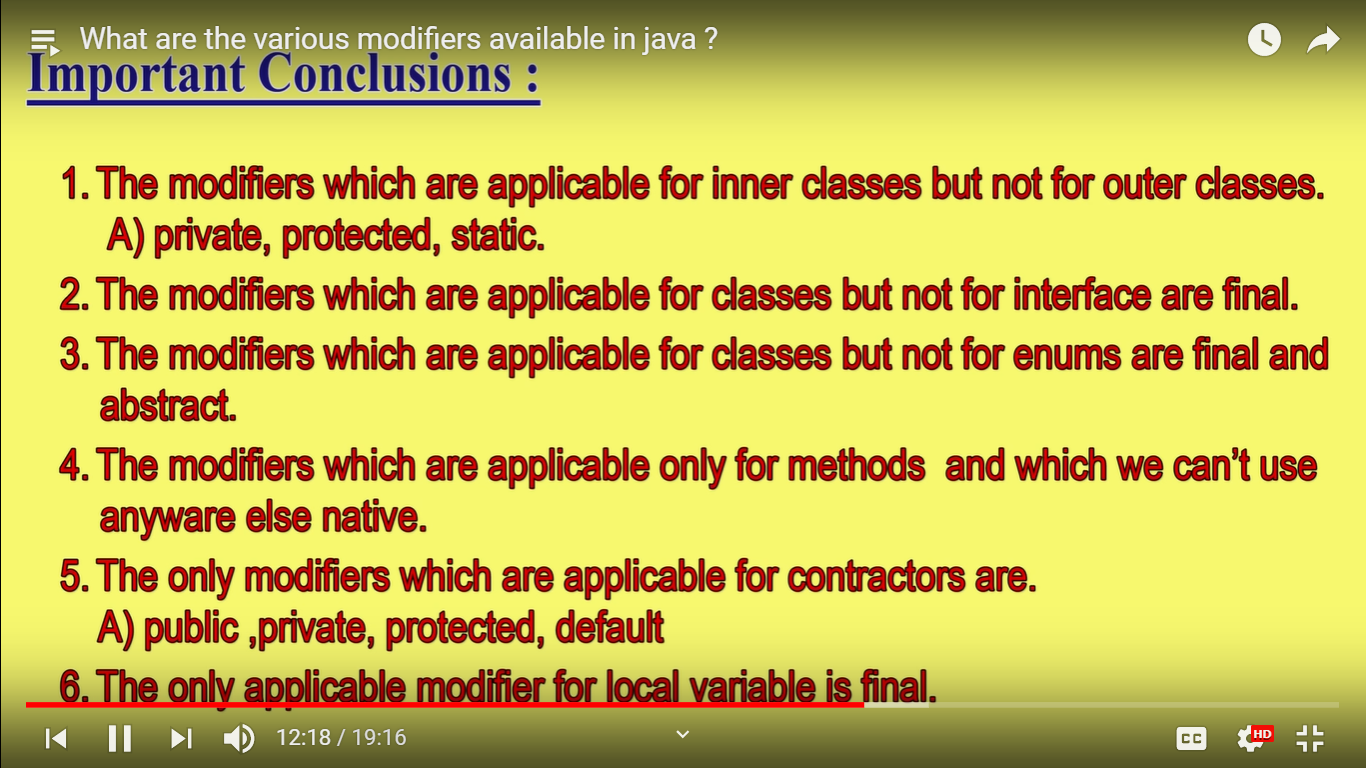 What are the various modifiers available in java ?
Important Conclusions :
1. The modifiers which are applicable for inner classes but not for outer classes.
A) private, protected, static.
2. The modifiers which are applicable for classes but not for interface are final.
3. The modifiers which are applicable for classes but not for enums are final and
abstract.
4. The modifiers which are applicable only for methods and which we can't use
anyware else native.
5. The only modifiers which are applicable for contractors are.
A) public ,private, protected, default
6. The only applicable modifier for local variable is final.
12:18 / 19:16
CC
HD